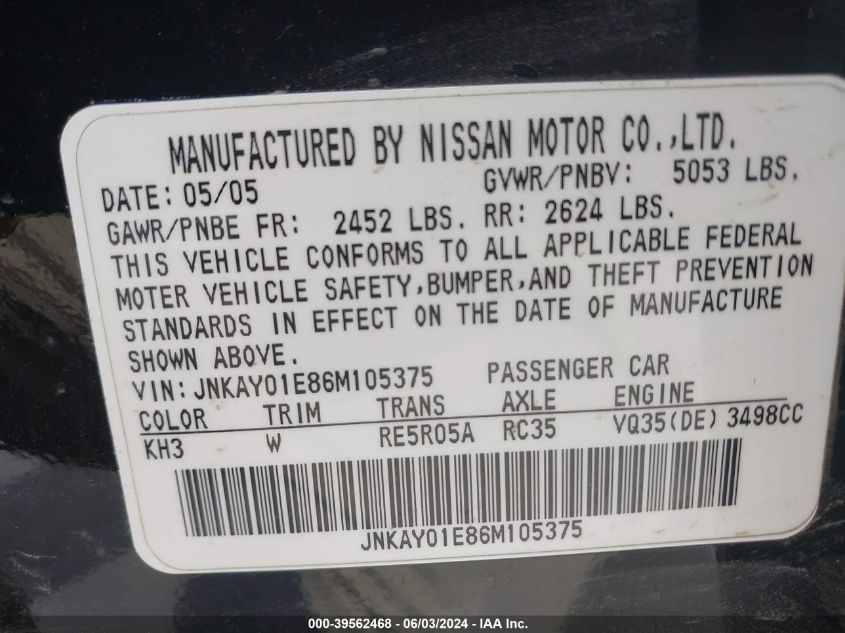 MANUFACTURED BY NISSAN MOTOR CO.,LTD.
DATE: 05/05 GVWR/PNBV: 5053 LBS.
GAWR/PNBE FR: 2452 LBS. RR: 2624 LBS.
THIS VEHICLE CONFORMS TO ALL APPLICABLE FEDERAL
MOTER VEHICLE SAFETY,BUMPER,AND THEFT PREVENTION
STANDARDS IN EFFECT ON THE DATE OF MANUFACTURE
SHOWN ABOVE.
VIN:JNKAY01E86M105375 PASSENGER CAR
COLOR TRIM TRANS AXLE ENGINE
KH3 W RE5R05A RC35 VQ35(DE) 3498CC
JNKAY01E86M105375
000-39562468 - 06/03/2024 - IAA Inc.